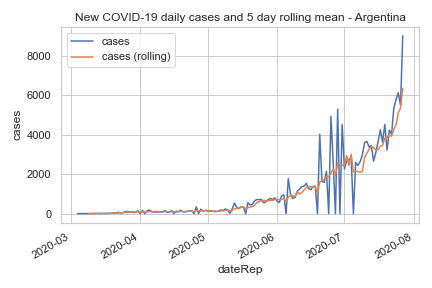 New COVID-19 daily cases and 5 day rolling mean - Argentina
cases
cases (rolling)
8000
6000
4000
2000
0
cases
2020-03
2020-04
2020-05
2020-06
2020-07
2020-08
dateRep